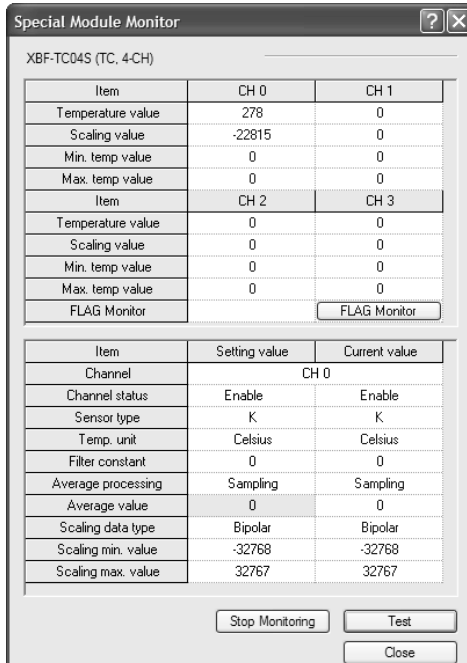 Special Module Monitor
XBF-TC04S (TC, 4-CH)
Item CH 0 CH 1
Temperature value 278 0
Scaling value -22815 0
Min. temp value 0 0
Max. temp value 0 0
Item CH 2 CH 3
Temperature value 0 0
Scaling value 0 0
Min. temp value 0 0
Max. temp value 0 0
FLAG Monitor FLAG Monitor
Item Setting value Current value
Channel CH 0
Channel status Enable Enable
Sensor type K K
Temp. unit Celsius Celsius
Filter constant 0 0
Average processing Sampling Sampling
Average value 0 0
Scaling data type Bipolar Bipolar
Scaling min. value -32768 -32768
Scaling max. value 32767 32767
Stop Monitoring Test
Close